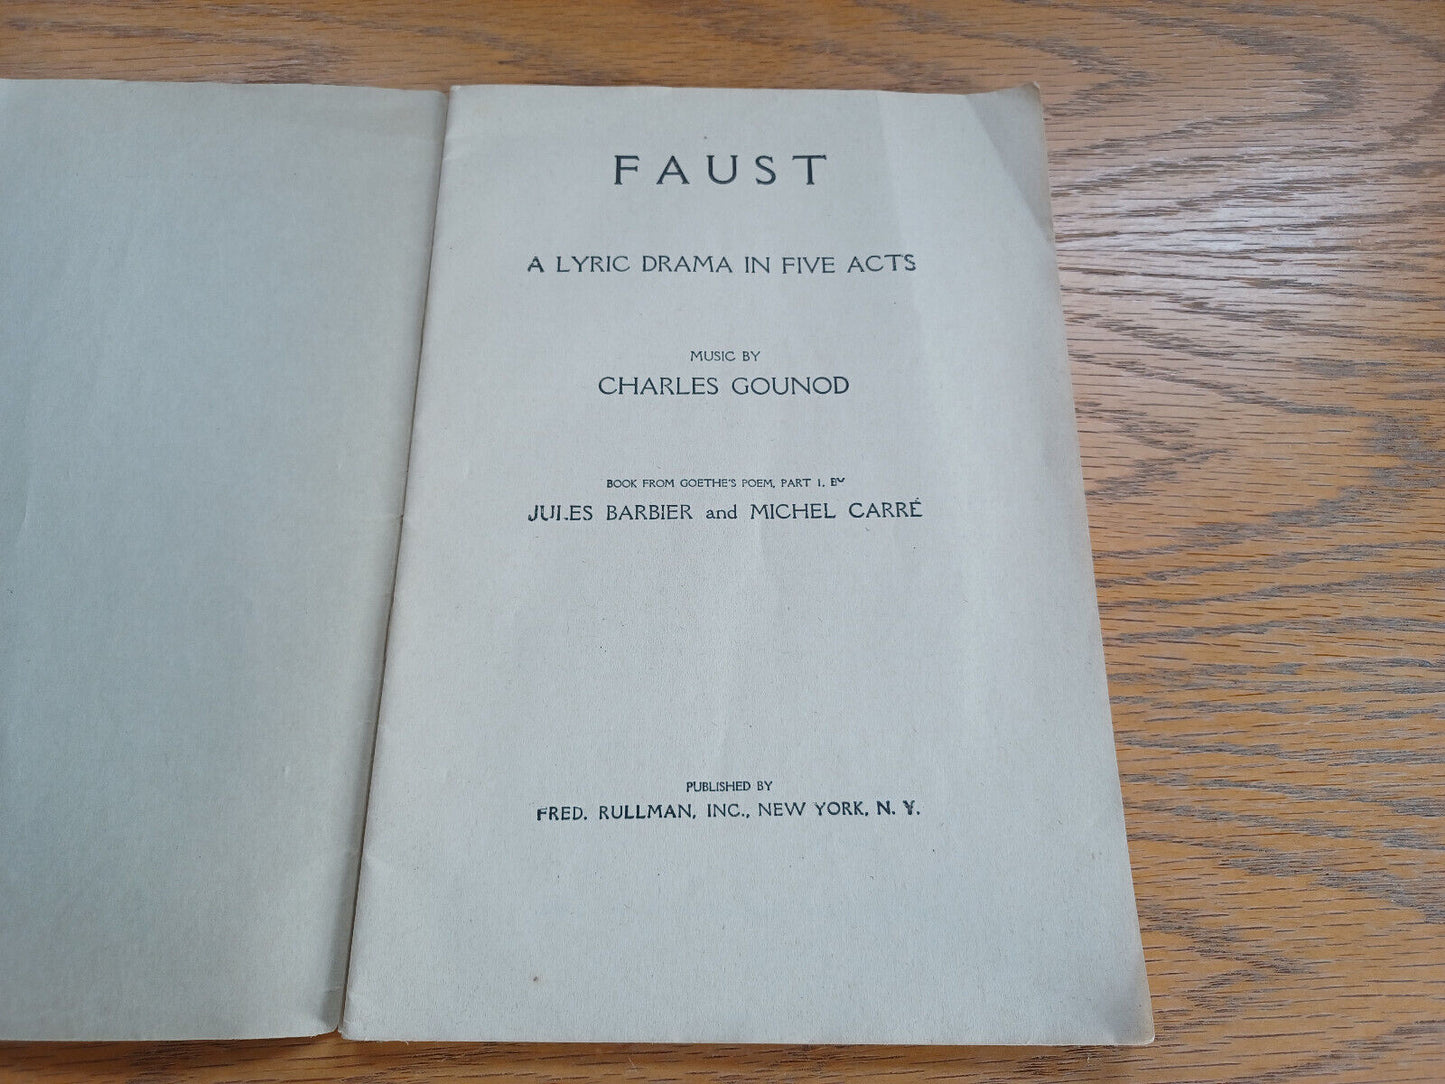 FAUST
A LYRIC DRAMA IN FIVE ACTS
MUSIC BY
CHARLES GOUNOD
BOOK FROM GOETHE'S POEM, PART I, BY
JULES BARBIER and MICHEL CARRÉ
PUBLISHED BY
FRED. RULLMAN, INC., NEW YORK, N. Y.